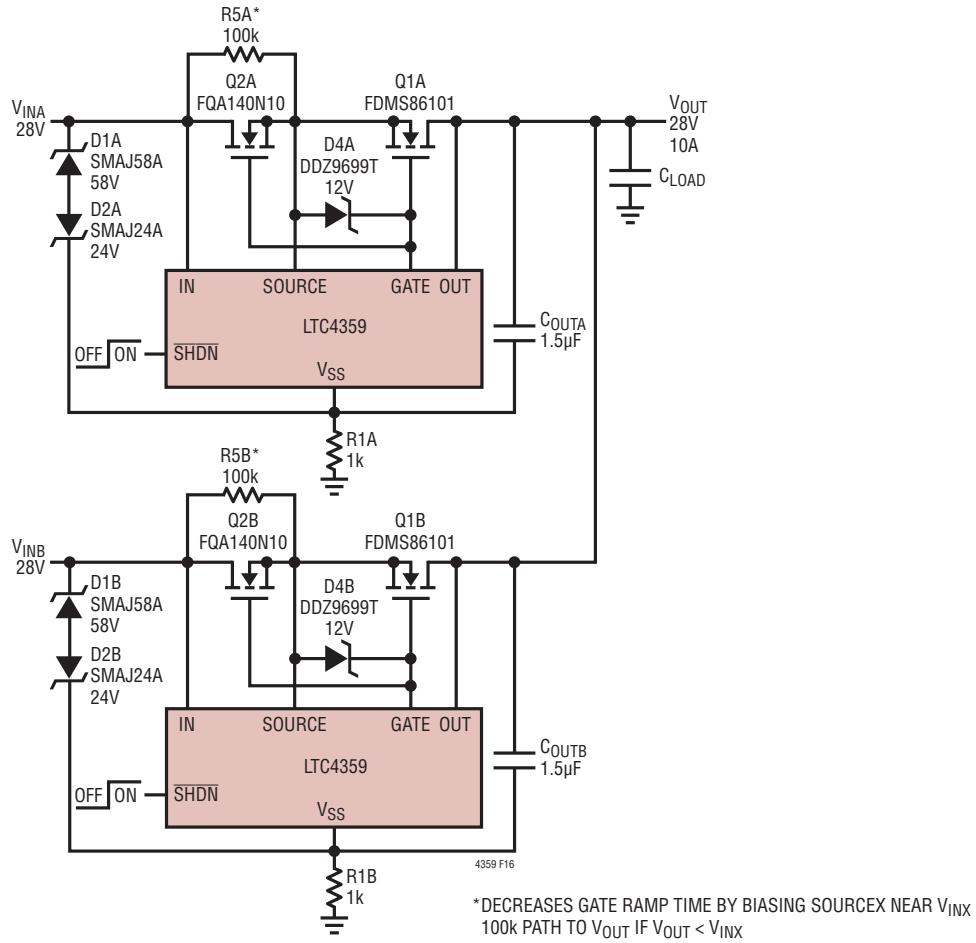 R5A*
100k
Q2A
FQA140N10
Q1A
FDMS86101
VINA
28V
VOUT
28V
10A
D1A
SMAJ58A
58V
D4A
DDZ9699T
12V
CLOAD
D2A
SMAJ24A
24V
IN
SOURCE
GATE
OUT
LTC4359
COUTA
1.5µF
OFF
ON
SHDN
VSS
R1A
1k
R5B*
100k
Q2B
FQA140N10
Q1B
FDMS86101
VINB
28V
D1B
SMAJ58A
58V
D4B
DDZ9699T
12V
D2B
SMAJ24A
24V
IN
SOURCE
GATE
OUT
LTC4359
COUTB
1.5µF
OFF
ON
SHDN
VSS
4359 F16
R1B
1k
*DECREASES GATE RAMP TIME BY BIASING SOURCEX NEAR VINX
100k PATH TO VOUT IF VOUT < VINX